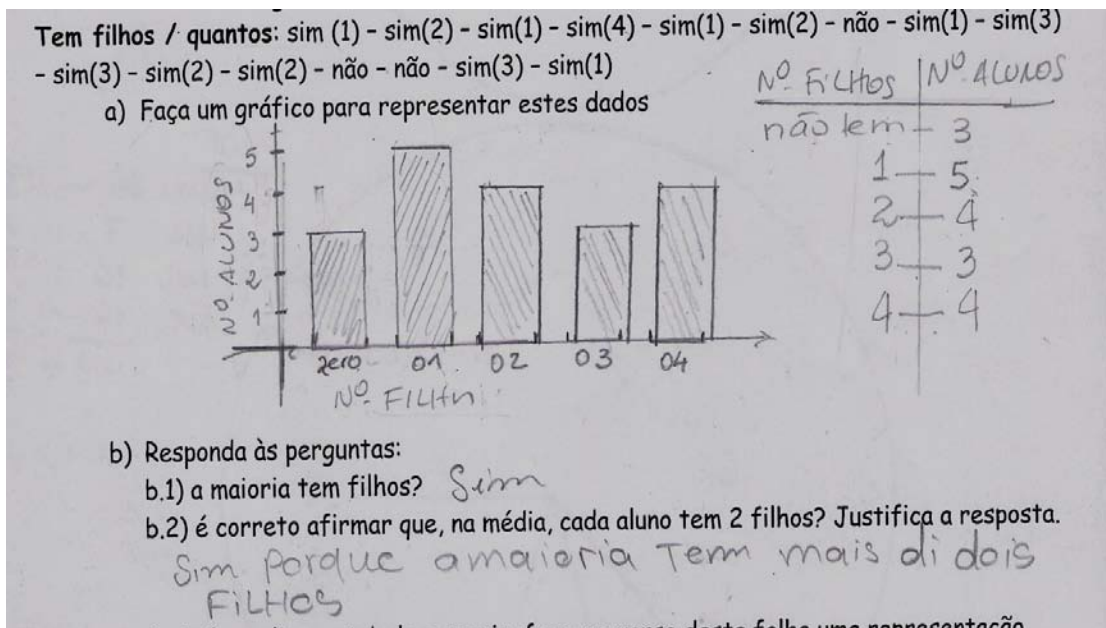 Tem filhos / quantos: sim (1) - sim(2) - sim(1) - sim(4) - sim(1) - sim(2) - não - sim(1) - sim(3)
- sim(3) - sim(2) - sim(2) - não - não - sim(3) - sim(1)
a) Faça um gráfico para representar estes dados
Nº FiLHOS Nº ALUNOS
não tem - 3
1 — 5
2 — 4
3 — 3
4 — 4
Nº ALUNOS
5
4
3
2
1
zero 01 02 03 04
Nº
b) Responda às perguntas:
b.1) a maioria tem filhos? Sim
b.2) é correto afirmar que, na média, cada aluno tem 2 filhos? Justifica a resposta.
Sim Porque amaioria Tem mais di dois
FiLHOS